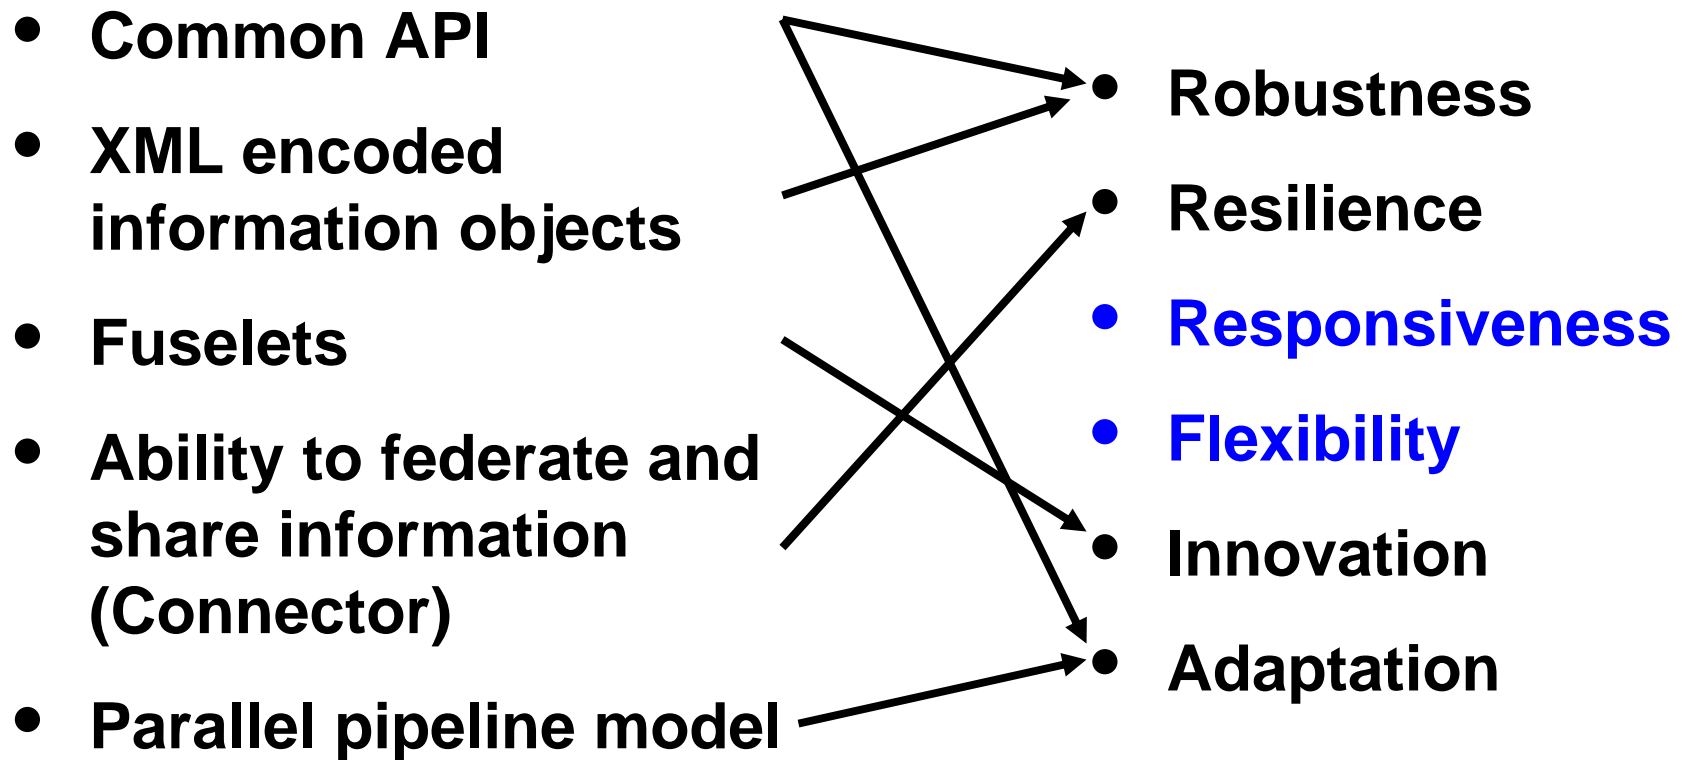 • Common API
• XML encoded
information objects
• Fuselets
• Ability to federate and
share information
(Connector)
• Parallel pipeline model
• Robustness
• Resilience
• Responsiveness
• Flexibility
• Innovation
• Adaptation